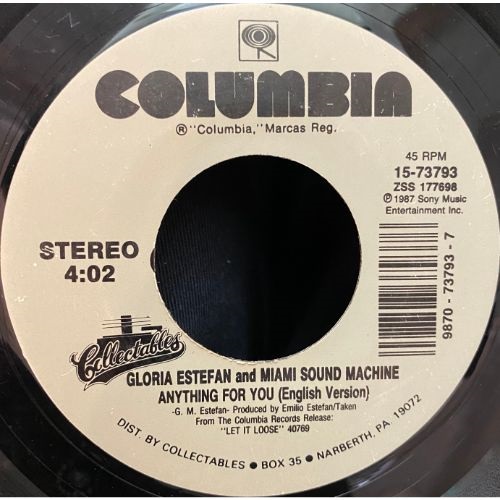 COLUMBIA
®"Columbia," Marcas Reg.
45 RPM
15-73793
ZSS 177698
℗ 1987 Sony Music
Entertainment Inc.
STEREO
4:02
9870 - 73793 - 7
Collectables
GLORIA ESTEFAN and MIAMI SOUND MACHINE
ANYTHING FOR YOU (English Version)
-G. M. Estefan- Produced by Emilio Estefan/Taken
From The Columbia Records Release:
"LET IT LOOSE" 40769
DIST. BY COLLECTABLES • BOX 35 • NARBERTH, PA 19072